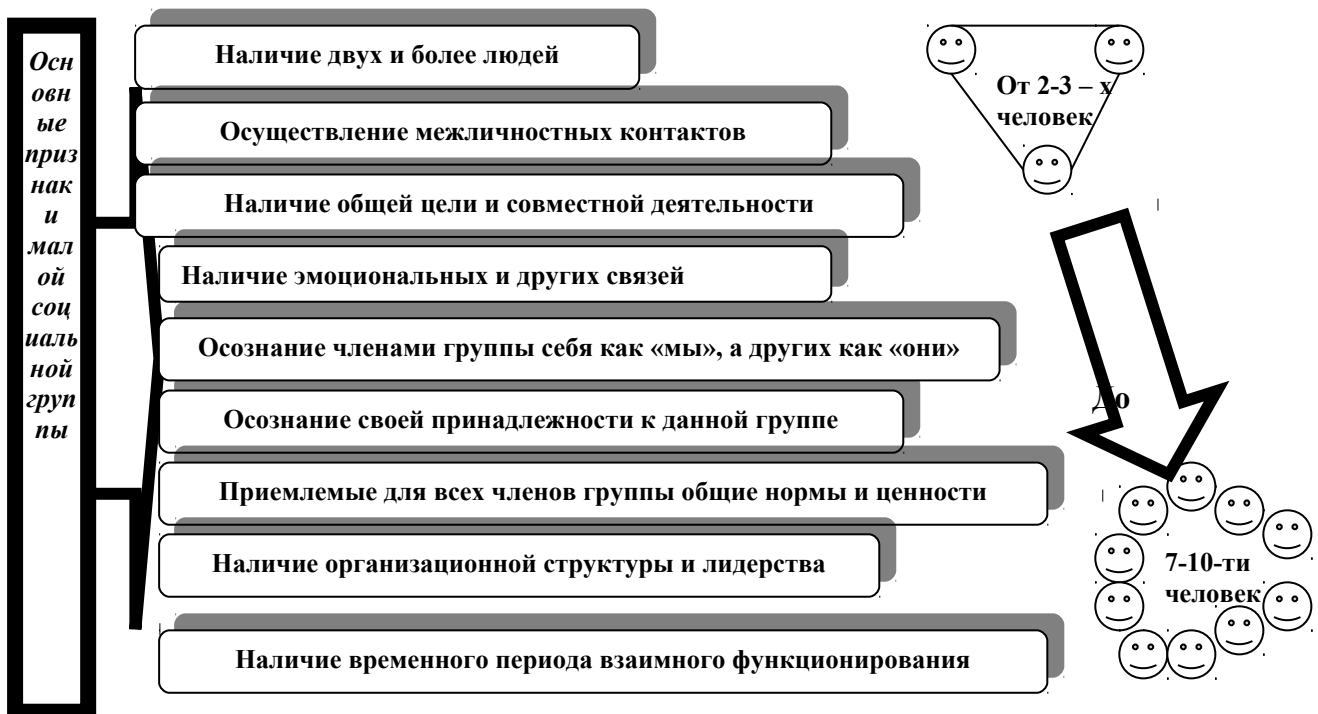 Осн
овн
ые
приз
нак
и
мал
ой
соц
иаль
ной
груп
пы
Наличие двух и более людей
Осуществление межличностных контактов
Наличие общей цели и совместной деятельности
Наличие эмоциональных и других связей
Осознание членами группы себя как «мы», а других как «они»
Осознание своей принадлежности к данной группе
Приемлемые для всех членов группы общие нормы и ценности
Наличие организационной структуры и лидерства
Наличие временного периода взаимного функционирования
От 2-3 – х
человек
До
7-10-ти
человек